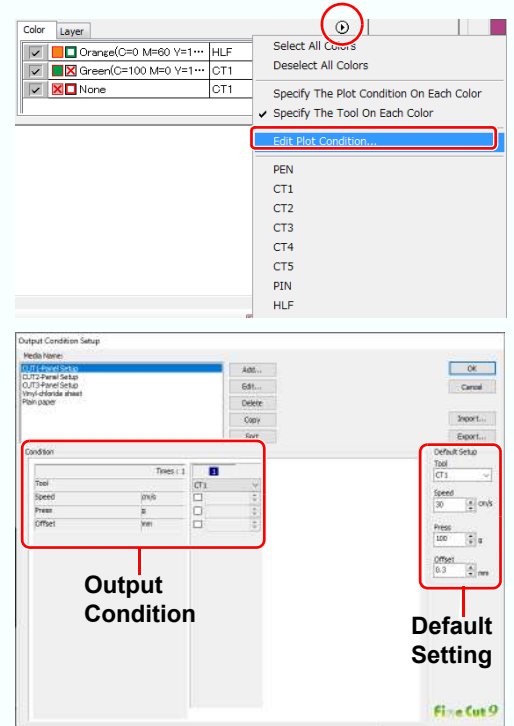 Color Layer
Orange(C=0 M=60 Y=1··· HLF
Green(C=100 M=0 Y=1··· CT1
None CT1
Select All Colors
Deselect All Colors
Specify The Plot Condition On Each Color
✓ Specify The Tool On Each Color
Edit Plot Condition...
PEN
CT1
CT2
CT3
CT4
CT5
PIN
HLF
Output Condition Setup
Media Name:
CUT1-Panel Setup
CUT2-Panel Setup
CUT3-Panel Setup
Vinyl-chloride sheet
Plain paper
Add...
Edit...
Delete
Copy
Sort
OK
Cancel
Import...
Export...
Condition
Times : 1 1
Tool CT1
Speed cm/s
Press g
Offset mm
Default Setup
Tool
CT1
Speed
30 cm/s
Press
100 g
Offset
0.3 mm
Output
Condition
Default
Setting
Fine Cut 9